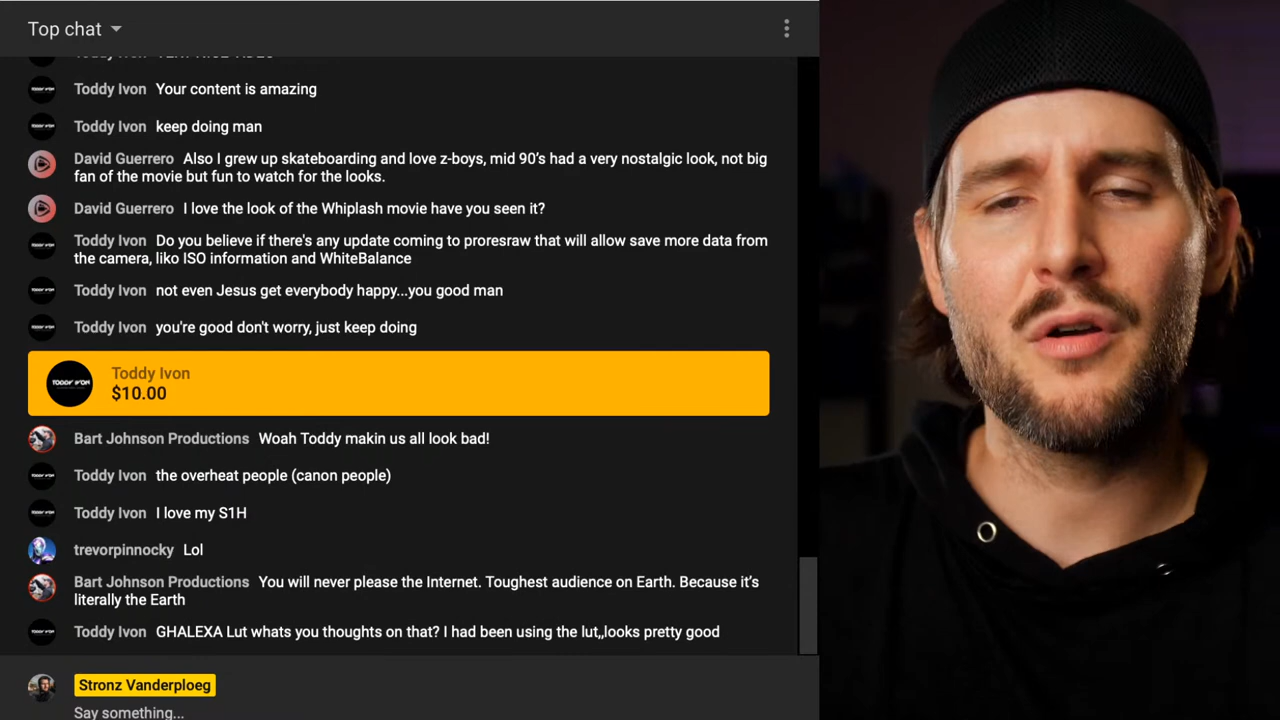 Top chat
Toddy Ivon Your content is amazing
Toddy Ivon keep doing man
David Guerrero Also I grew up skateboarding and love z-boys, mid 90's had a very nostalgic look, not big
fan of the movie but fun to watch for the looks.
David Guerrero I love the look of the Whiplash movie have you seen it?
Toddy Ivon Do you believe if there's any update coming to proresraw that will allow save more data from
the camera, liko ISO information and WhiteBalance
Toddy Ivon not even Jesus get everybody happy...you good man
Toddy Ivon you're good don't worry, just keep doing
TODDY IVON
Toddy Ivon
$10.00
Bart Johnson Productions Woah Toddy makin us all look bad!
Toddy Ivon the overheat people (canon people)
Toddy Ivon I love my S1H
trevorpinnocky Lol
Bart Johnson Productions You will never please the Internet. Toughest audience on Earth. Because it's
literally the Earth
Toddy Ivon GHALEXA Lut whats you thoughts on that? I had been using the lut,,looks pretty good
Stronz Vanderploeg
Say something...